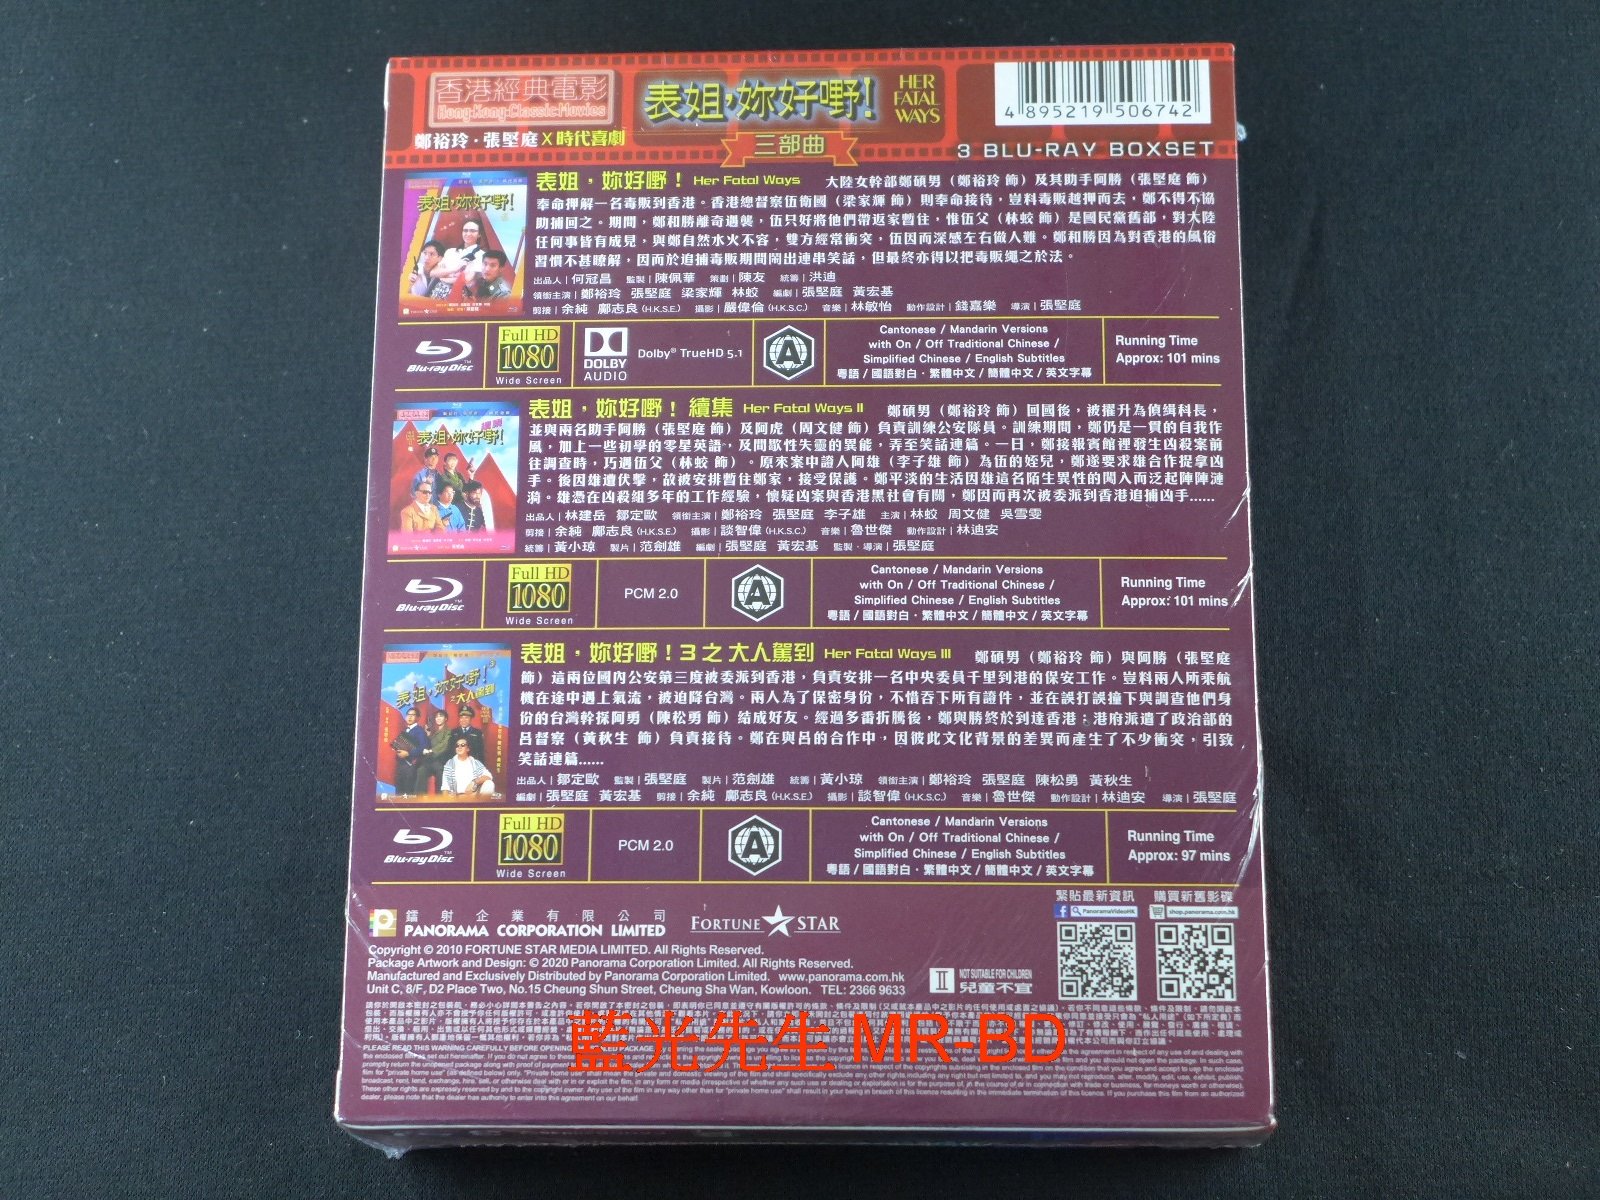 香港經典電影
Hong Kong Classic Movies
鄭裕玲·張堅庭 X 時代喜劇
表姐,妳好嘢!
三部曲
HER
FATAL
WAYS
4 895219 506742
3 BLU-RAY BOXSET
表姐,妳好嘢! Her Fatal Ways 大陸女幹部鄭碩男(鄭裕玲 飾)及其助手阿勝(張堅庭 飾)
奉命押解一名毒販到香港。香港總督察伍衛國(梁家輝 飾)則奉命接待,豈料毒販越押而去,鄭不得不協
助捕回之。期間,鄭和勝離奇遇襲,伍只好將他們帶返家暫住,惟伍父(林蛟 飾)是國民黨舊部,對大陸
任何事皆有成見,與鄭自然水火不容,雙方經常衝突,伍因而深感左右做人難。鄭和勝因為對香港的風俗
習慣不甚瞭解,因而於追捕毒販期間鬧出連串笑話,但最終亦得以把毒販繩之於法。
出品人 | 何冠昌 監製 | 陳佩華 策劃 | 陳友 統籌 | 洪迪
領銜主演 | 鄭裕玲 張堅庭 梁家輝 林蛟 編劇 | 張堅庭 黃宏基
剪接 | 余純 鄺志良 (H.K.S.E.) 攝影 | 嚴偉倫 (H.K.S.C.) 音樂 | 林敏怡 動作設計 | 錢嘉樂 導演 | 張堅庭
Blu-ray Disc
Full HD
1080
Wide Screen
DOLBY
AUDIO
Dolby® TrueHD 5.1
A
Cantonese / Mandarin Versions
with On / Off Traditional Chinese /
Simplified Chinese / English Subtitles
粵語 / 國語對白·繁體中文 / 簡體中文 / 英文字幕
Running Time
Approx: 101 mins
表姐,妳好嘢!續集 Her Fatal Ways II 鄭碩男(鄭裕玲 飾)回國後,被擢升為偵緝科長,
並與兩名助手阿勝(張堅庭 飾)及阿虎(周文健 飾)負責訓練公安隊員。訓練期間,鄭仍是一貫的自我作
風,加上一些初學的零星英語,及間歇性失靈的異能,弄至笑話連篇。一日,鄭接報賓館裡發生凶殺案前
往調查時,巧遇伍父(林蛟 飾)。原來案中證人阿雄(李子雄 飾)為伍的姪兒,鄭遂要求雄合作捉拿凶
手。後因雄遭伏擊,故被安排暫住鄭家,接受保護。鄭平淡的生活因雄這名陌生異性的闖入而泛起陣陣漣
漪。雄憑在凶殺組多年的工作經驗,懷疑凶案與香港黑社會有關,鄭因而再次被委派到香港追捕凶手......
出品人 | 林建岳 鄒定歐 領銜主演 | 鄭裕玲 張堅庭 李子雄 主演 | 林蛟 周文健 吳雪雯
剪接 | 余純 鄺志良 (H.K.S.E.) 攝影 | 談智偉 (H.K.S.C.) 音樂 | 魯世傑 動作設計 | 林迪安
統籌 | 黃小琼 製片 | 范劍雄 編劇 | 張堅庭 黃宏基 監製·導演 | 張堅庭
Blu-ray Disc
Full HD
1080
Wide Screen
PCM 2.0
A
Cantonese / Mandarin Versions
with On / Off Traditional Chinese /
Simplified Chinese / English Subtitles
粵語 / 國語對白·繁體中文 / 簡體中文 / 英文字幕
Running Time
Approx: 101 mins
表姐,妳好嘢!3 之 大人駕到 Her Fatal Ways III 鄭碩男(鄭裕玲 飾)與阿勝(張堅庭
飾)這兩位國內公安第三度被委派到香港,負責安排一名中央委員千里到港的保安工作。豈料兩人所乘航
機在途中遇上氣流,被迫降台灣。兩人為了保密身份,不惜吞下所有證件,並在誤打誤撞下與調查他們身
份的台灣幹探阿勇(陳松勇 飾)結成好友。經過多番折騰後,鄭與勝終於到達香港;港府派遣了政治部的
呂督察(黃秋生 飾)負責接待。鄭在與呂的合作中,因彼此文化背景的差異而產生了不少衝突,引致
笑話連篇......
出品人 | 鄒定歐 監製 | 張堅庭 製片 | 范劍雄 統籌 | 黃小琼 領銜主演 | 鄭裕玲 張堅庭 陳松勇 黃秋生
編劇 | 張堅庭 黃宏基 剪接 | 余純 鄺志良 (H.K.S.E.) 攝影 | 談智偉 (H.K.S.C.) 音樂 | 魯世傑 動作設計 | 林迪安 導演 | 張堅庭
Blu-ray Disc
Full HD
1080
Wide Screen
PCM 2.0
A
Cantonese / Mandarin Versions
with On / Off Traditional Chinese /
Simplified Chinese / English Subtitles
粵語 / 國語對白·繁體中文 / 簡體中文 / 英文字幕
Running Time
Approx: 97 mins
鐳射企業有限公司
PANORAMA CORPORATION LIMITED
FORTUNE STAR
緊貼最新資訊
PanoramaVideoHK
購買新舊影碟
shop.panorama.com.hk
Copyright © 2010 FORTUNE STAR MEDIA LIMITED. All Rights Reserved.
Package Artwork and Design: © 2020 Panorama Corporation Limited. All Rights Reserved.
Manufactured and Exclusively Distributed by Panorama Corporation Limited. www.panorama.com.hk
Unit C, 8/F, D2 Place Two, No.15 Cheung Shun Street, Cheung Sha Wan, Kowloon. TEL: 2366 9633
II
NOT SUITABLE FOR CHILDREN
兒童不宜
藍光先生 MR-BD
PLEASE READ THIS WARNING CAREFULLY BEFORE OPENING